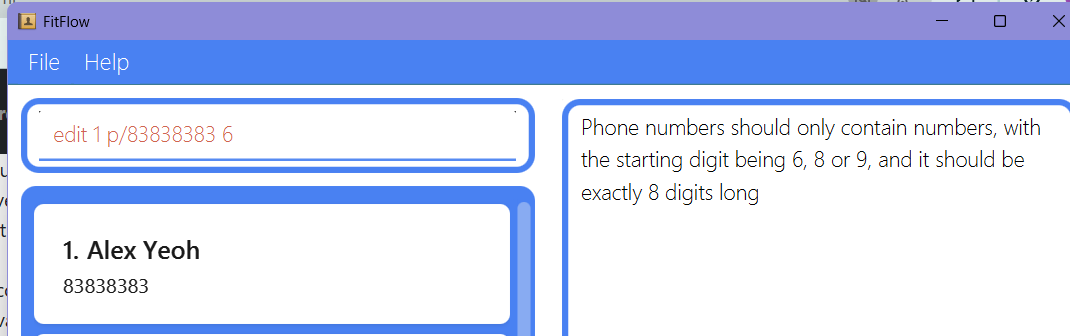 FitFlow
File Help
edit 1 p/83838383 6
Phone numbers should only contain numbers, with
the starting digit being 6, 8 or 9, and it should be
exactly 8 digits long
1. Alex Yeoh
83838383